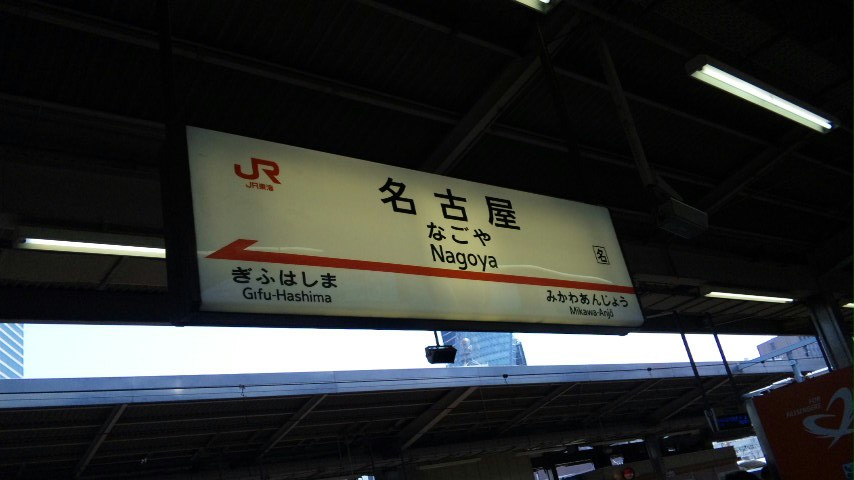 JR
JR東海
名古屋
なごや
Nagoya
名
ぎふはしま
Gifu-Hashima
みかわあんじょう
Mikawa-Anjō